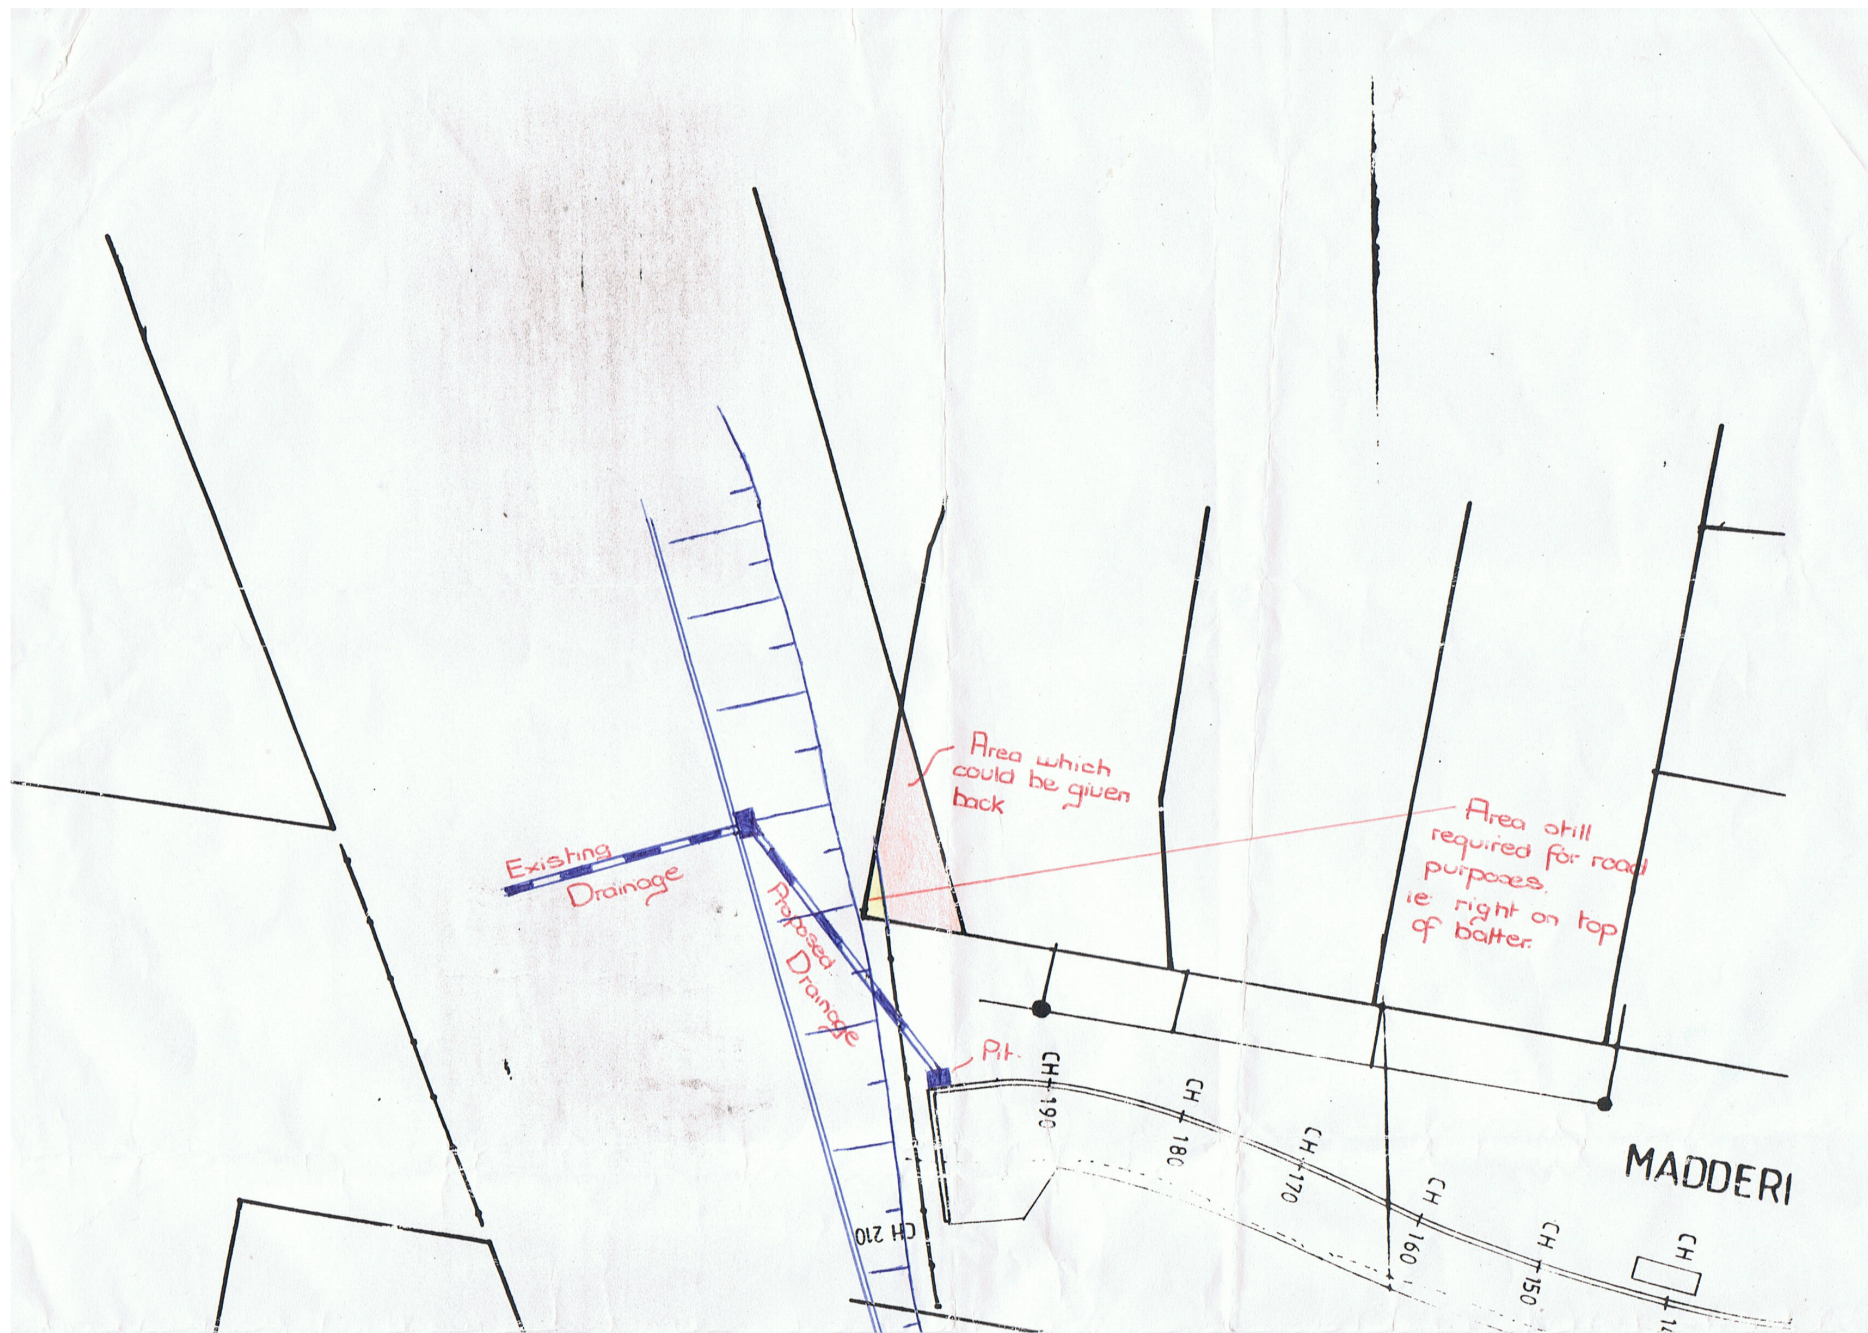 Area which
could be given
back
Area still
required for road
purposes.
ie right on top
of batter.
Existing
Drainage
Proposed
Drainage
Pit.
CH 190
CH 180
CH 170
CH 160
CH 150
CH
CH 210
MADDERI